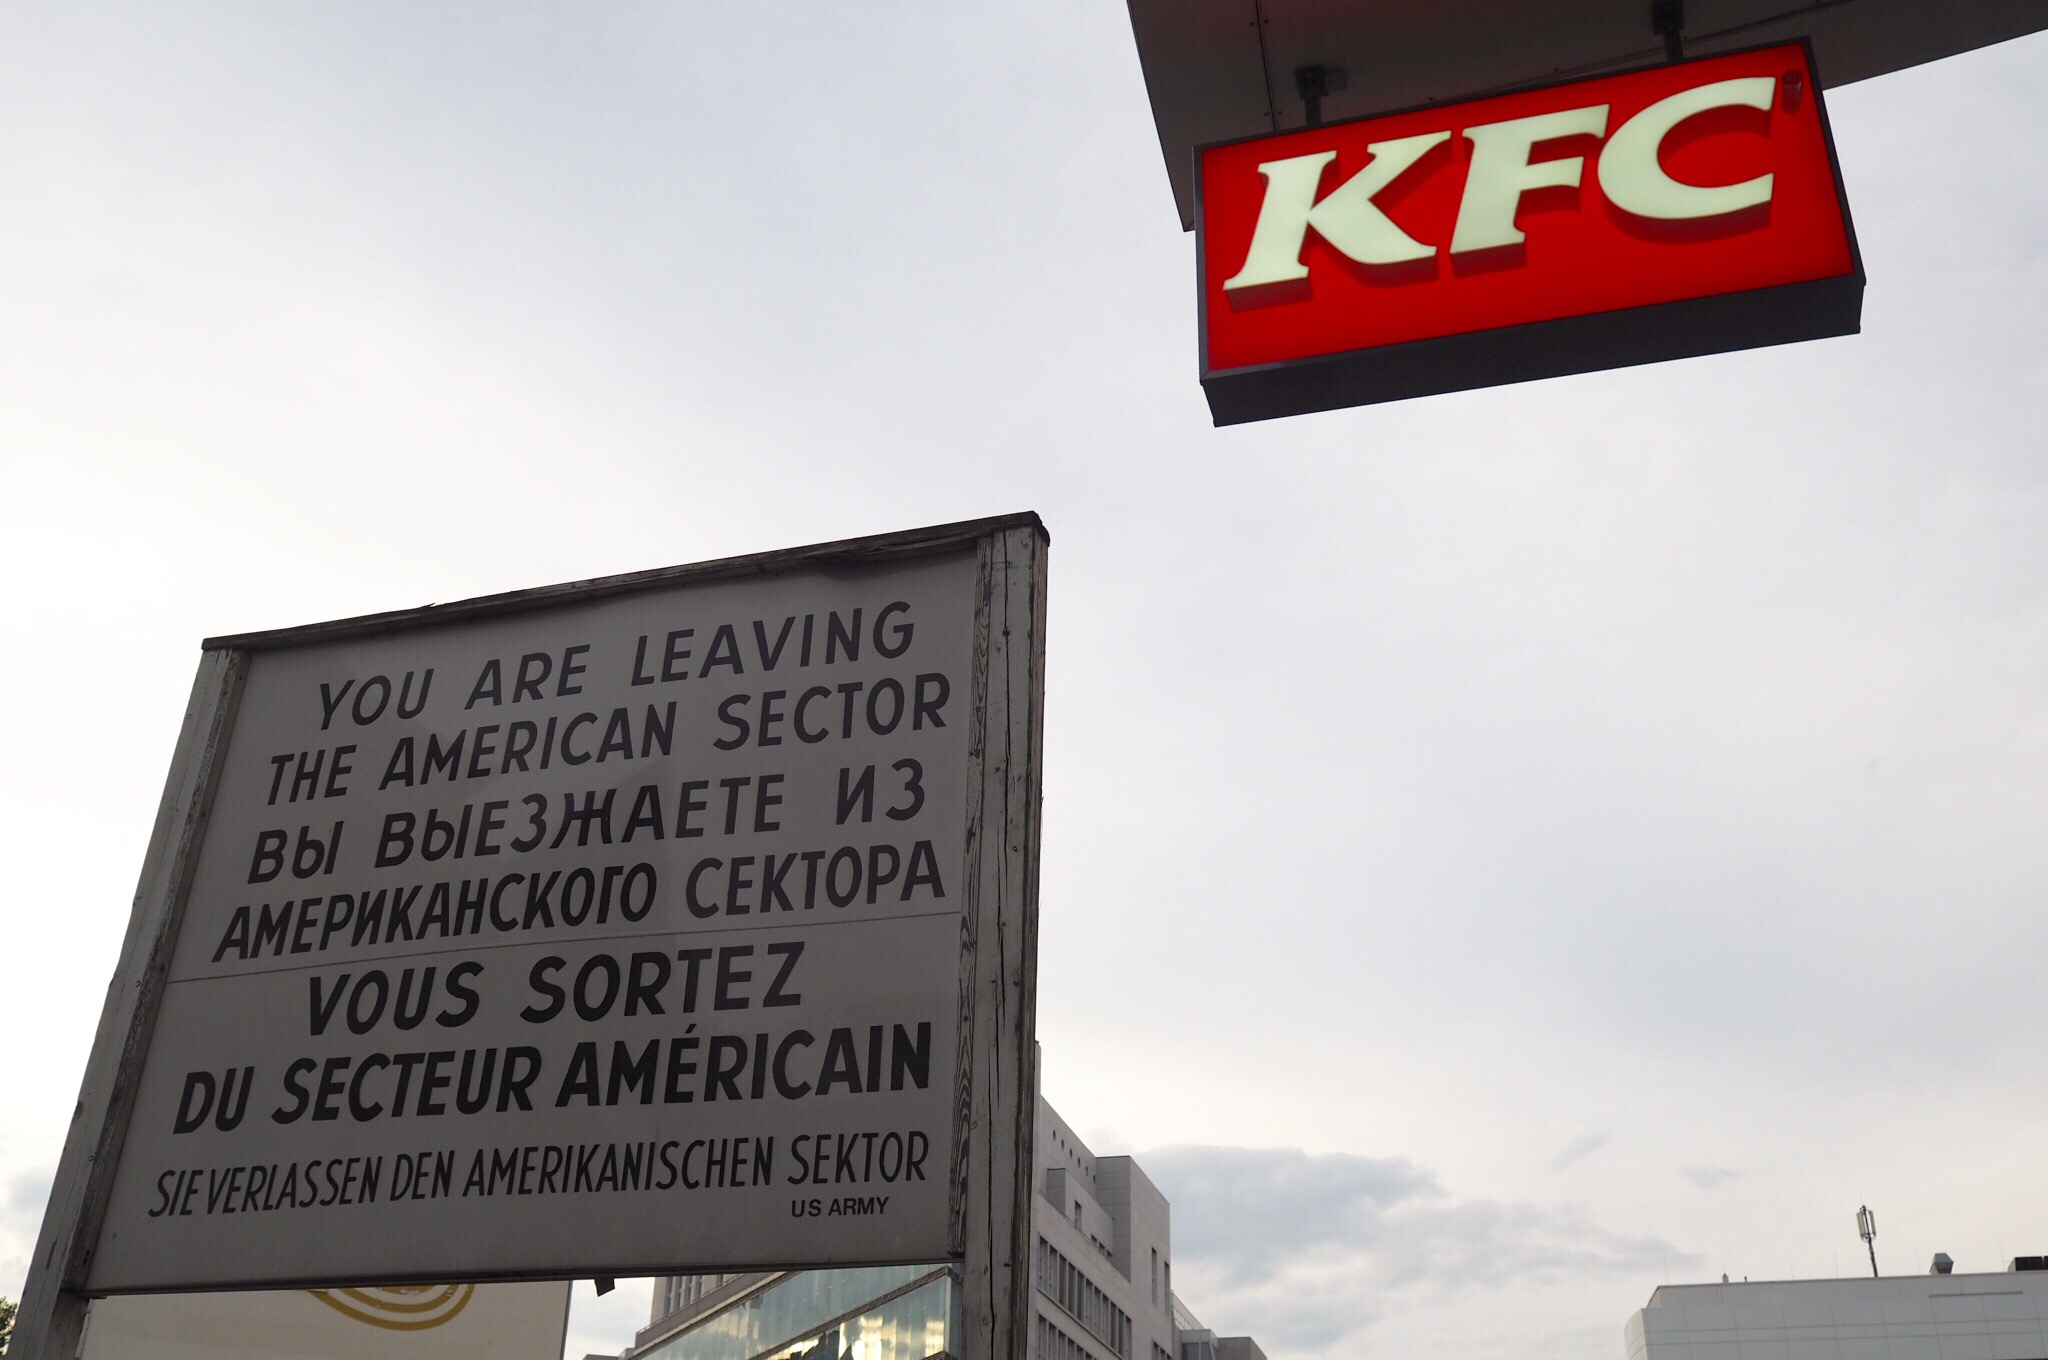 KFC
YOU ARE LEAVING
THE AMERICAN SECTOR
ВЫ ВЫЕЗЖАЕТЕ ИЗ
АМЕРИКАНСКОГО СЕКТОРА
VOUS SORTEZ
DU SECTEUR AMÉRICAIN
SIE VERLASSEN DEN AMERIKANISCHEN SEKTOR
US ARMY